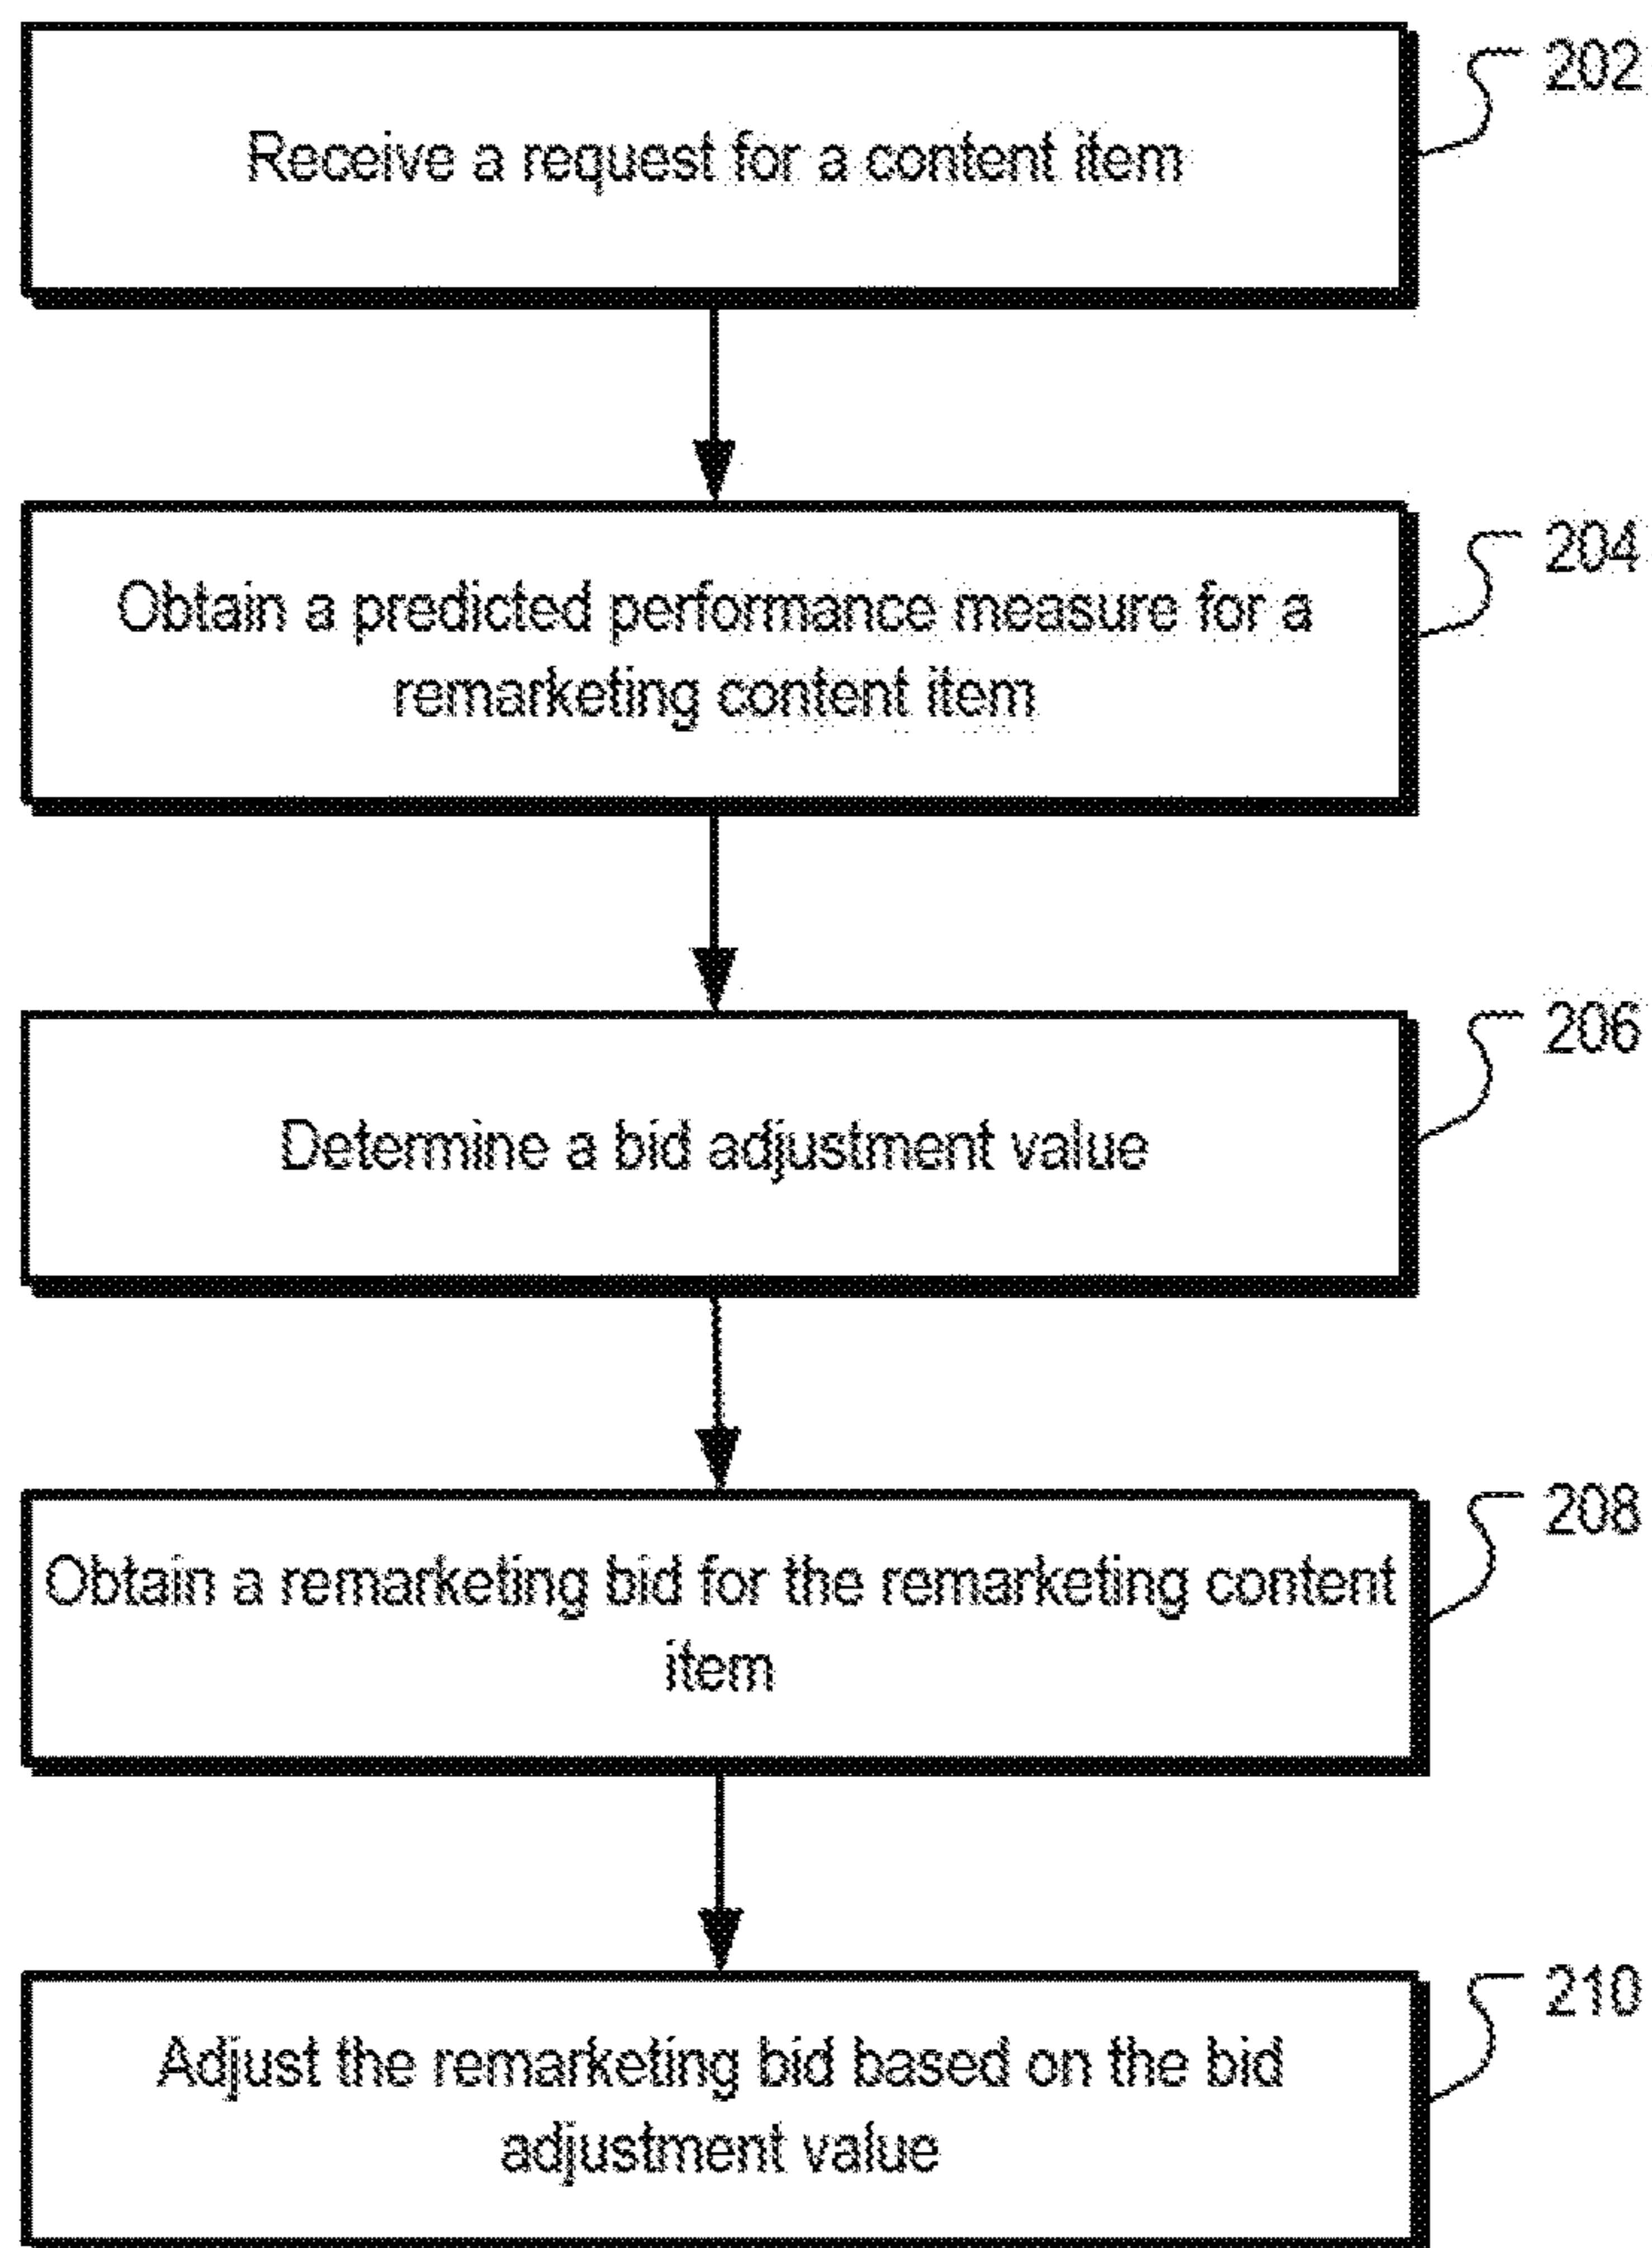 Receive a request for a content item
202
Obtain a predicted performance measure for a
remarketing content item
204
Determine a bid adjustment value
206
Obtain a remarketing bid for the remarketing content
item
208
Adjust the remarketing bid based on the bid
adjustment value
210